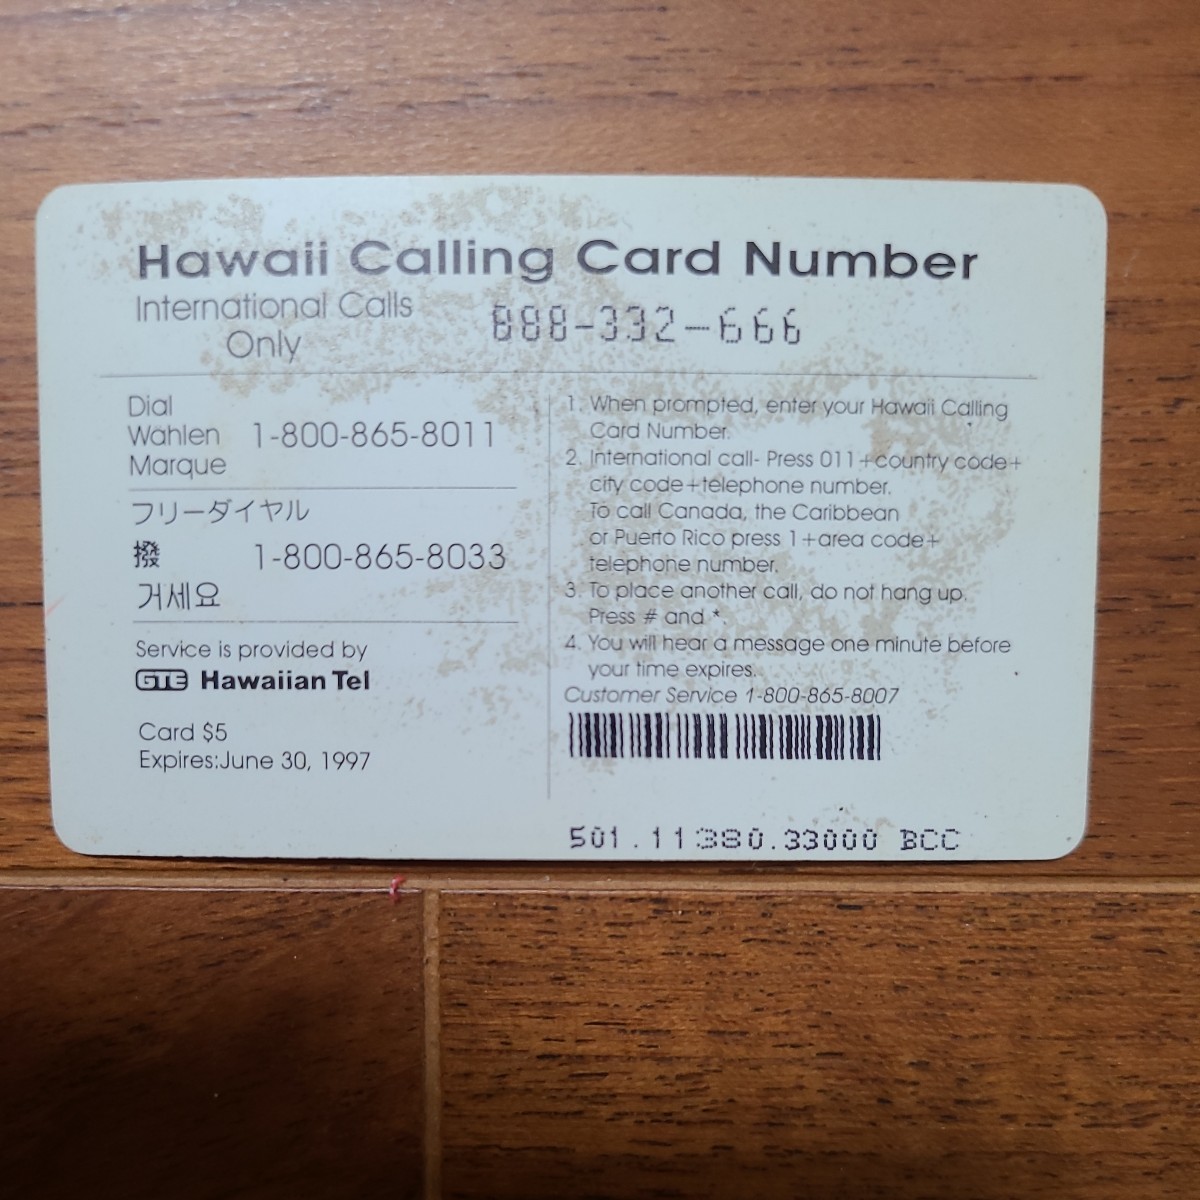 Hawaii Calling Card Number
International Calls
Only
888-332-666
Dial
Wahlen 1-800-865-8011
Marque
フリーダイヤル
撥 1-800-865-8033
거세요
Service is provided by
GTE Hawaiian Tel
Card $5
Expires:June 30, 1997
1. When prompted, enter your Hawaii Calling
Card Number.
2. International call- Press 011+country code+
city code+telephone number.
To call Canada, the Caribbean
or Puerto Rico press 1+area code+
telephone number.
3. To place another call, do not hang up.
Press # and *.
4. You will hear a message one minute before
your time expires.
Customer Service 1-800-865-8007
501.11380.33000 BCC